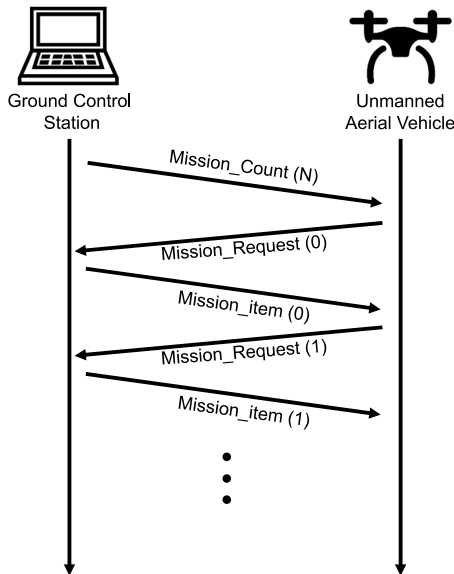 Ground Control
Station
Unmanned
Aerial Vehicle
Mission_Count (N)
Mission_Request (0)
Mission_item (0)
Mission_Request (1)
Mission_item (1)